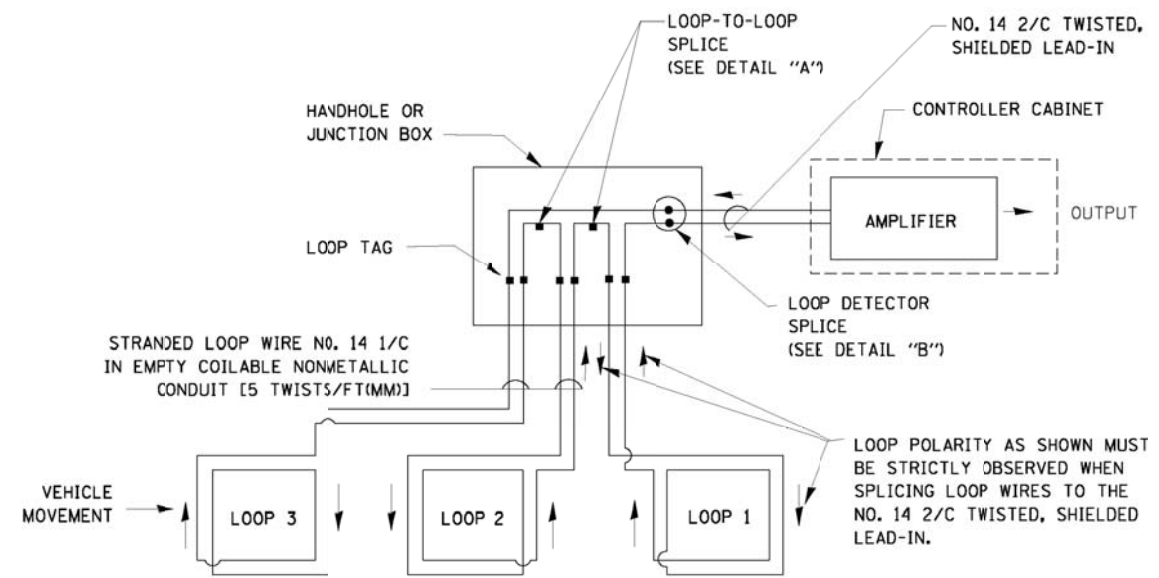 LOOP-TO-LOOP
SPLICE
(SEE DETAIL "A")
NO. 14 2/C TWISTED,
SHIELDED LEAD-IN
HANDHOLE OR
JUNCTION BOX
CONTROLLER CABINET
AMPLIFIER
OUTPUT
LOOP TAG
LOOP DETECTOR
SPLICE
(SEE DETAIL "B")
STRANDED LOOP WIRE NO. 14 1/C
IN EMPTY COILABLE NONMETALLIC
CONDUIT [5 TWISTS/FT(MM)]
LOOP POLARITY AS SHOWN MUST
BE STRICTLY OBSERVED WHEN
SPLICING LOOP WIRES TO THE
NO. 14 2/C TWISTED, SHIELDED
LEAD-IN.
VEHICLE
MOVEMENT
LOOP 3
LOOP 2
LOOP 1